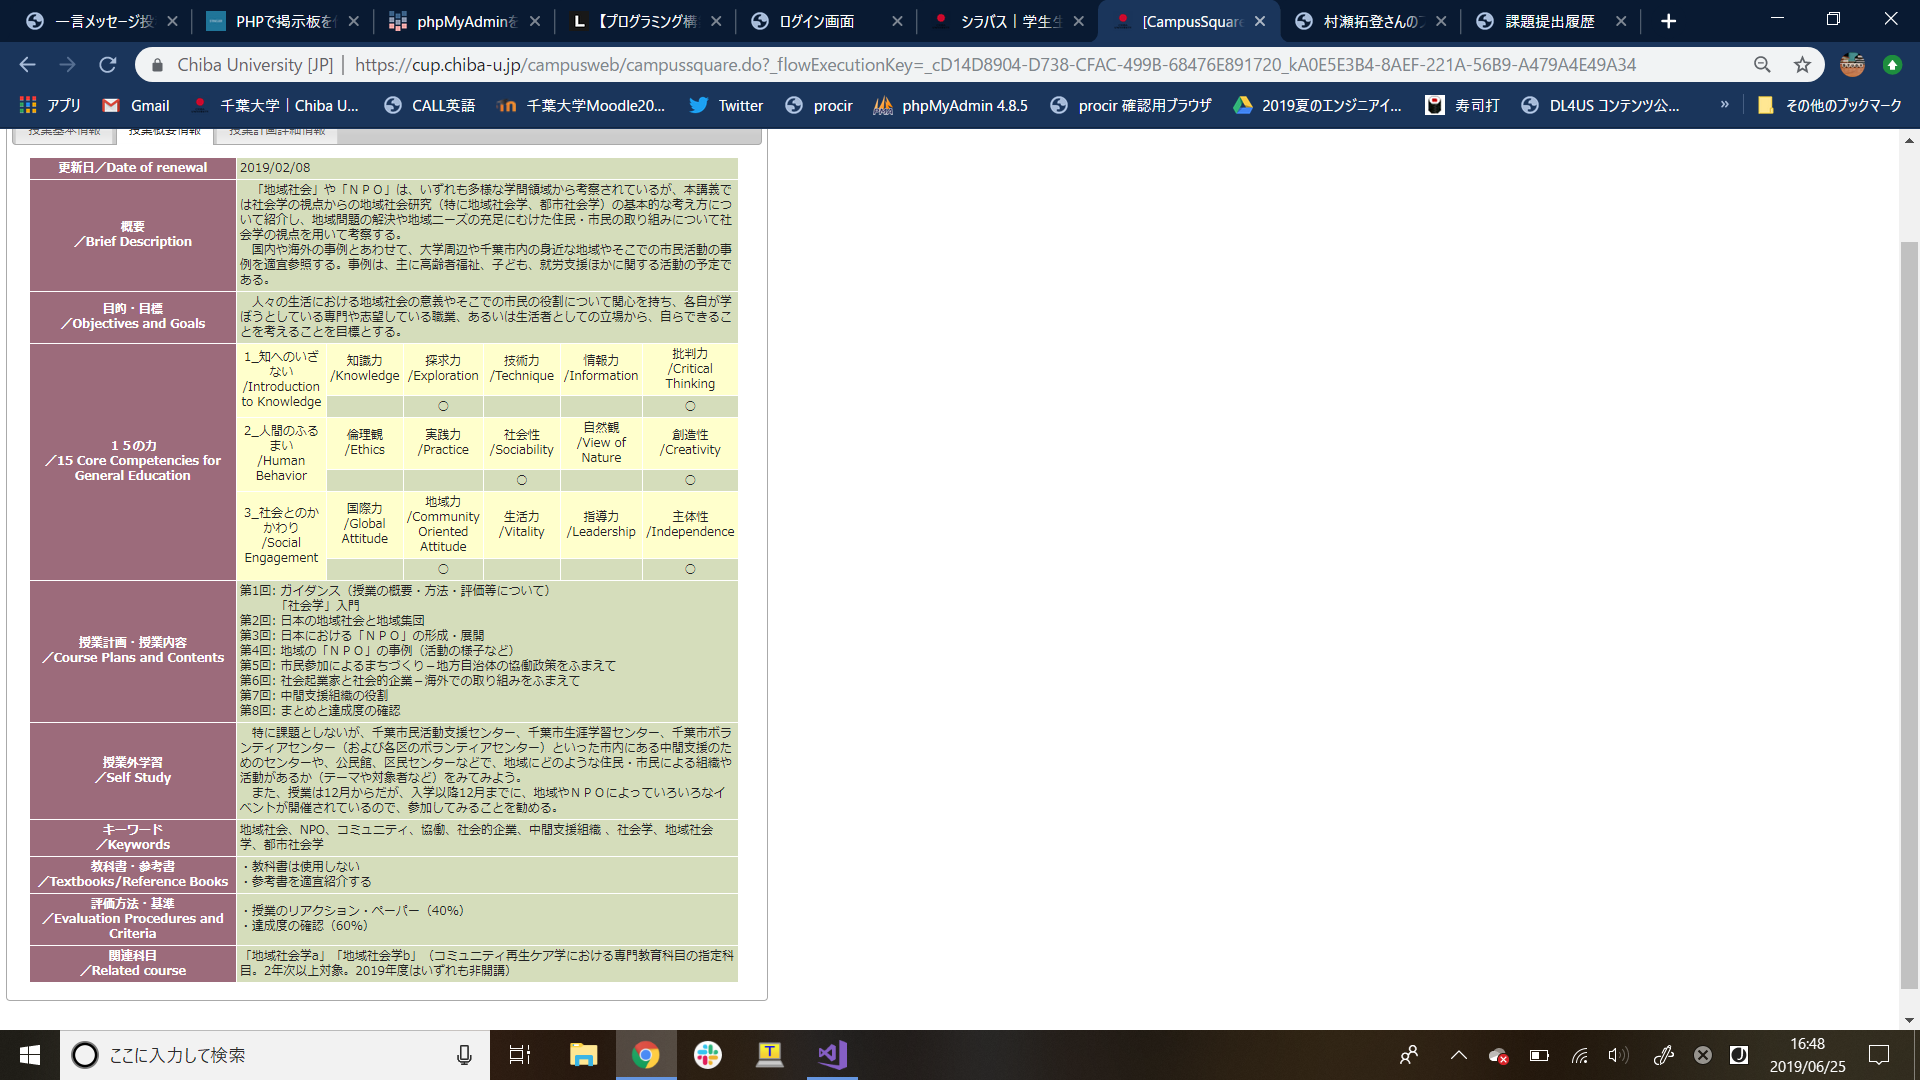 一言メッセージ投
PHPで掲示板を
phpMyAdminを
【プログラミング構
ログイン画面
シラバス | 学生生
[CampusSquare
村瀬拓登さんの
課題提出履歴
Chiba University [JP] | https://cup.chiba-u.jp/campusweb/campussquare.do?_flowExecutionKey=_cD14D8904-D738-CFAC-499B-68476E891720_kA0E5E3B4-8AEF-221A-56B9-A479A4E49A34
アプリ
Gmail
千葉大学 | Chiba U...
CALL英語
千葉大学Moodle20...
Twitter
procir
phpMyAdmin 4.8.5
procir 確認用ブラウザ
2019夏のエンジニアイ...
寿司打
DL4US コンテンツ公...
»
その他のブックマーク
授業基本情報
授業概要情報
授業計画詳細情報
更新日／Date of renewal
2019/02/08
概要
／Brief Description
「地域社会」や「ＮＰＯ」は、いずれも多様な学問領域から考察されているが、本講義で
は社会学の視点からの地域社会研究（特に地域社会学、都市社会学）の基本的な考え方につ
いて紹介し、地域問題の解決や地域ニーズの充足にむけた住民・市民の取り組みについて社
会学の視点を用いて考察する。
国内や海外の事例とあわせて、大学周辺や千葉市内の身近な地域やそこでの市民活動の事
例を適宜参照する。事例は、主に高齢者福祉、子ども、就労支援ほかに関する活動の予定で
ある。
目的・目標
／Objectives and Goals
人々の生活における地域社会の意義やそこでの市民の役割について関心を持ち、各自が学
ぼうとしている専門や志望している職業、あるいは生活者としての立場から、自らできるこ
とを考えることを目標とする。
１５の力
／15 Core Competencies for
General Education
1_知へのいざ
ない
/Introduction
to Knowledge
知識力
/Knowledge
探求力
/Exploration
技術力
/Technique
情報力
/Information
批判力
/Critical
Thinking
○
○
2_人間のふる
まい
/Human
Behavior
倫理観
/Ethics
実践力
/Practice
社会性
/Sociability
自然観
/View of
Nature
創造性
/Creativity
○
○
3_社会とのか
かわり
/Social
Engagement
国際力
/Global
Attitude
地域力
/Community
Oriented
Attitude
生活力
/Vitality
指導力
/Leadership
主体性
/Independence
○
○
授業計画・授業内容
／Course Plans and Contents
第1回: ガイダンス（授業の概要・方法・評価等について）
「社会学」入門
第2回: 日本の地域社会と地域集団
第3回: 日本における「ＮＰＯ」の形成・展開
第4回: 地域の「ＮＰＯ」の事例（活動の様子など）
第5回: 市民参加によるまちづくり－地方自治体の協働政策をふまえて
第6回: 社会起業家と社会的企業－海外での取り組みをふまえて
第7回: 中間支援組織の役割
第8回: まとめと達成度の確認
授業外学習
／Self Study
特に課題としないが、千葉市民活動支援センター、千葉市生涯学習センター、千葉市ボラ
ンティアセンター（および各区のボランティアセンター）といった市内にある中間支援のた
めのセンターや、公民館、区民センターなどで、地域にどのような住民・市民による組織や
活動があるか（テーマや対象者など）をみてみよう。
また、授業は12月からだが、入学以降12月までに、地域やＮＰＯによっていろいろなイ
ベントが開催されているので、参加してみることを勧める。
キーワード
／Keywords
地域社会、NPO、コミュニティ、協働、社会的企業、中間支援組織 、社会学、地域社会
学、都市社会学
教科書・参考書
／Textbooks/Reference Books
・教科書は使用しない
・参考書を適宜紹介する
評価方法・基準
／Evaluation Procedures and
Criteria
・授業のリアクション・ペーパー（40%）
・達成度の確認（60%）
関連科目
／Related course
「地域社会学a」「地域社会学b」（コミュニティ再生ケア学における専門教育科目の指定科
目。2年次以上対象。2019年度はいずれも非開講）
ここに入力して検索
16:48
2019/06/25